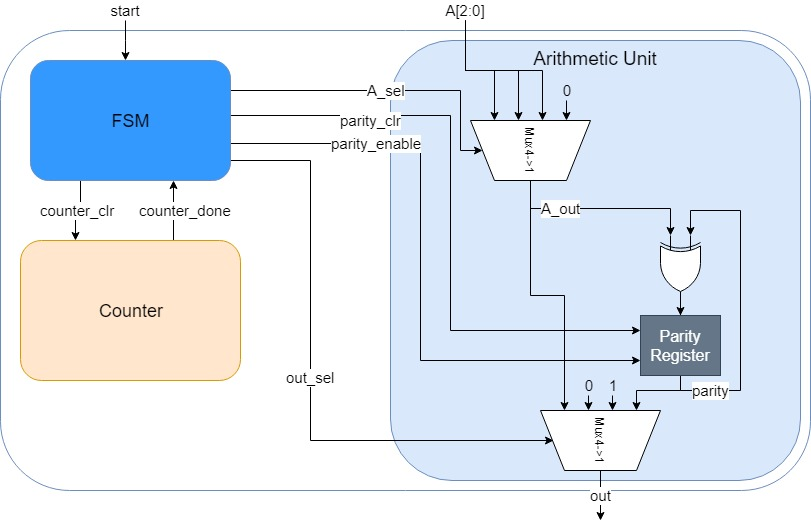 start
A[2:0]
Arithmetic Unit
FSM
A_sel
0
parity_clr
Mux4->1
parity_enable
counter_clr
counter_done
A_out
Counter
Parity
Register
out_sel
0
1
parity
Mux4->1
out